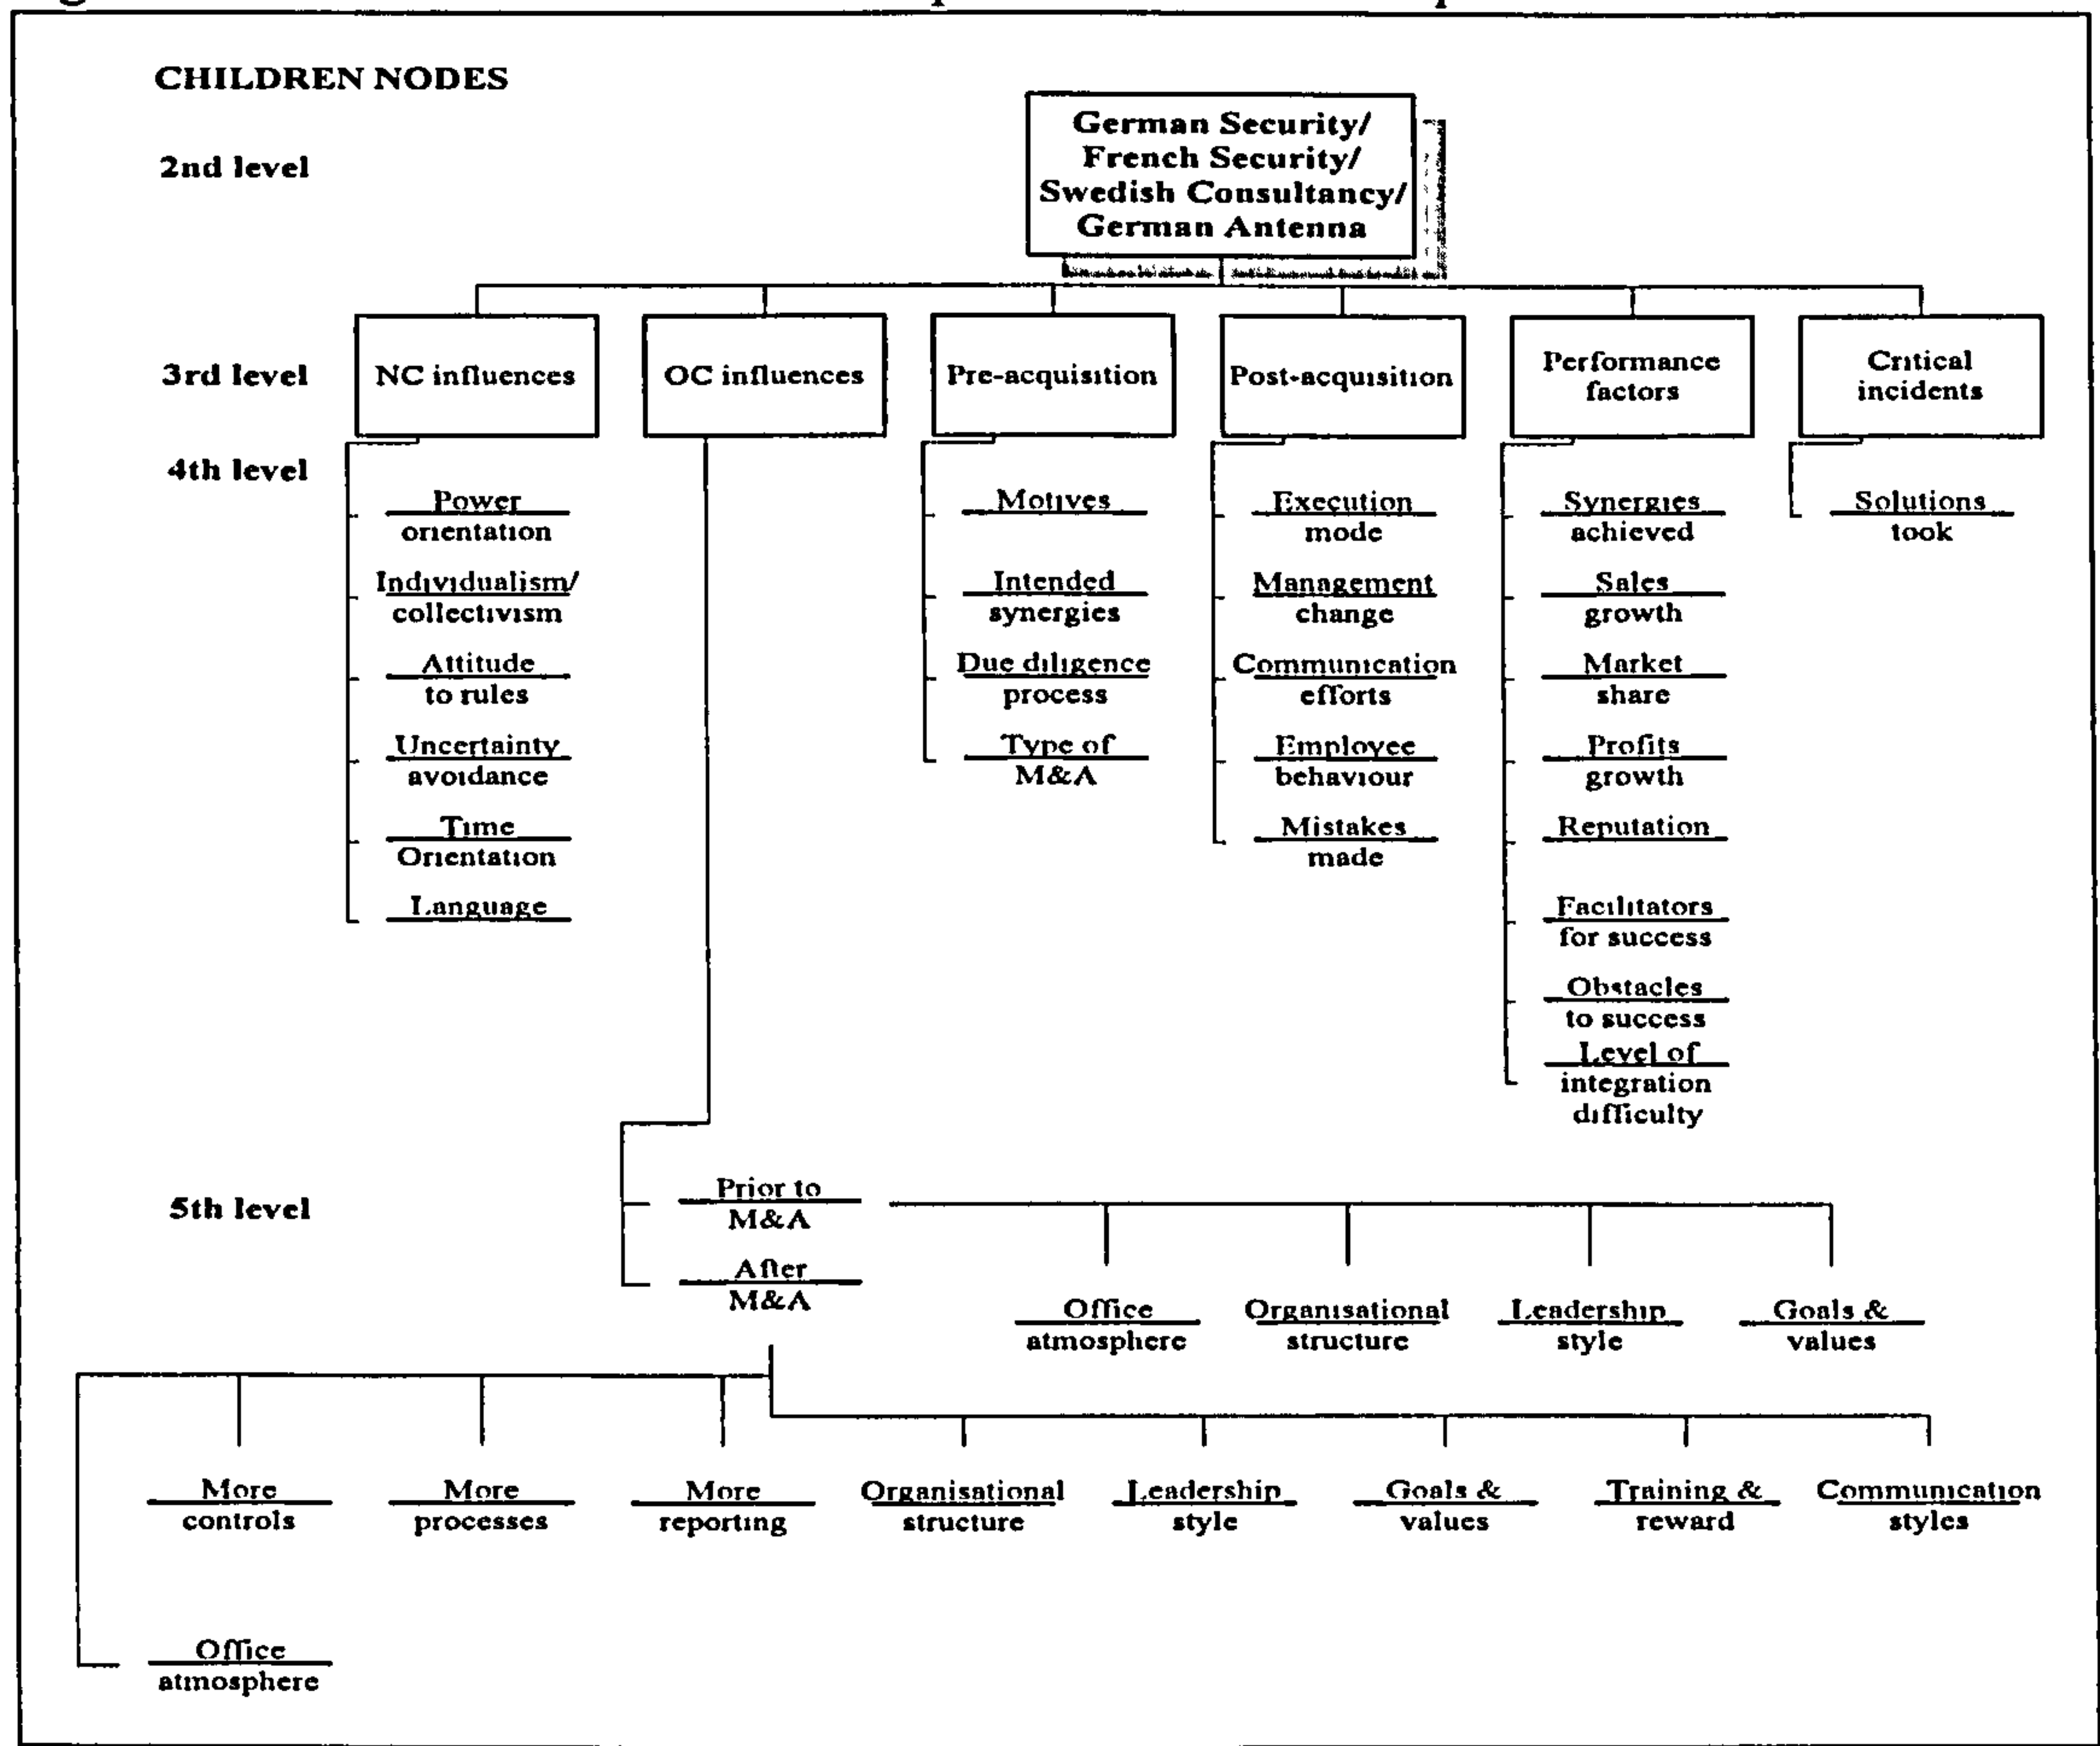 CHILDREN NODES
2nd level
German Security/
French Security/
Swedish Consultancy/
German Antenna
3rd level
NC influences
OC influences
Pre-acquisition
Post-acquisition
Performance
factors
Critical
incidents
4th level
Power
orientation
Individualism/
collectivism
Attitude
to rules
Uncertainty
avoidance
Time
Orientation
Language
Motives
Intended
synergies
Due diligence
process
Type of
M&A
Execution
mode
Management
change
Communication
efforts
Employee
behaviour
Mistakes
made
Synergies
achieved
Sales
growth
Market
share
Profits
growth
Reputation
Facilitators
for success
Obstacles
to success
Level of
integration
difficulty
Solutions
took
5th level
Prior to
M&A
After
M&A
Office
atmosphere
Organisational
structure
Leadership
style
Goals &
values
More
controls
More
processes
More
reporting
Organisational
structure
Leadership
style
Goals &
values
Training &
reward
Communication
styles
Office
atmosphere